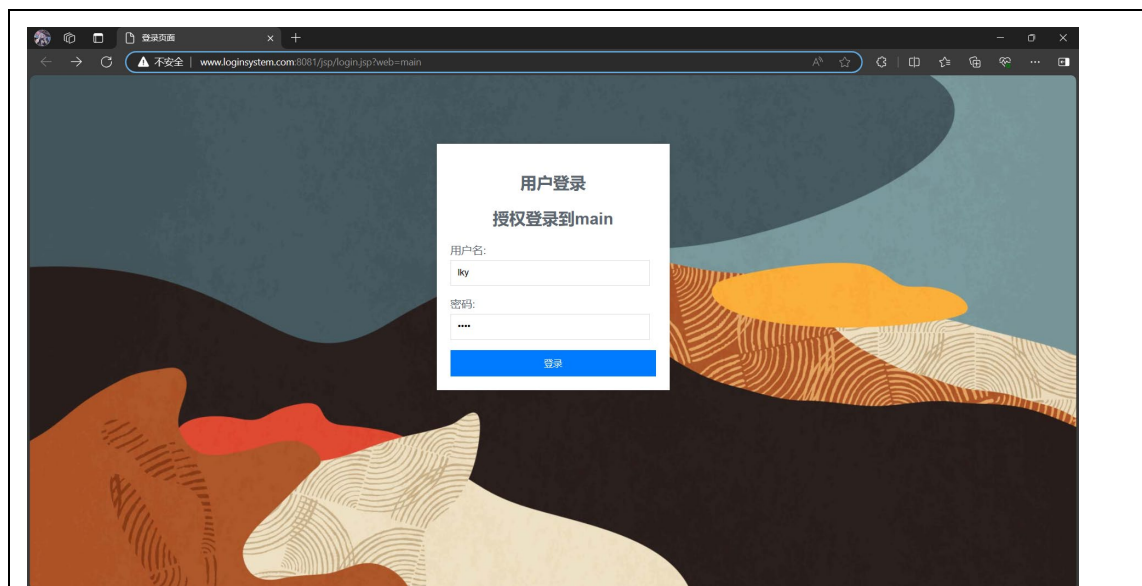 登录页面
不安全 | www.loginsystem.com:8081/jsp/login.jsp?web=main
用户登录
授权登录到main
用户名:
lky
密码:
••••
登录